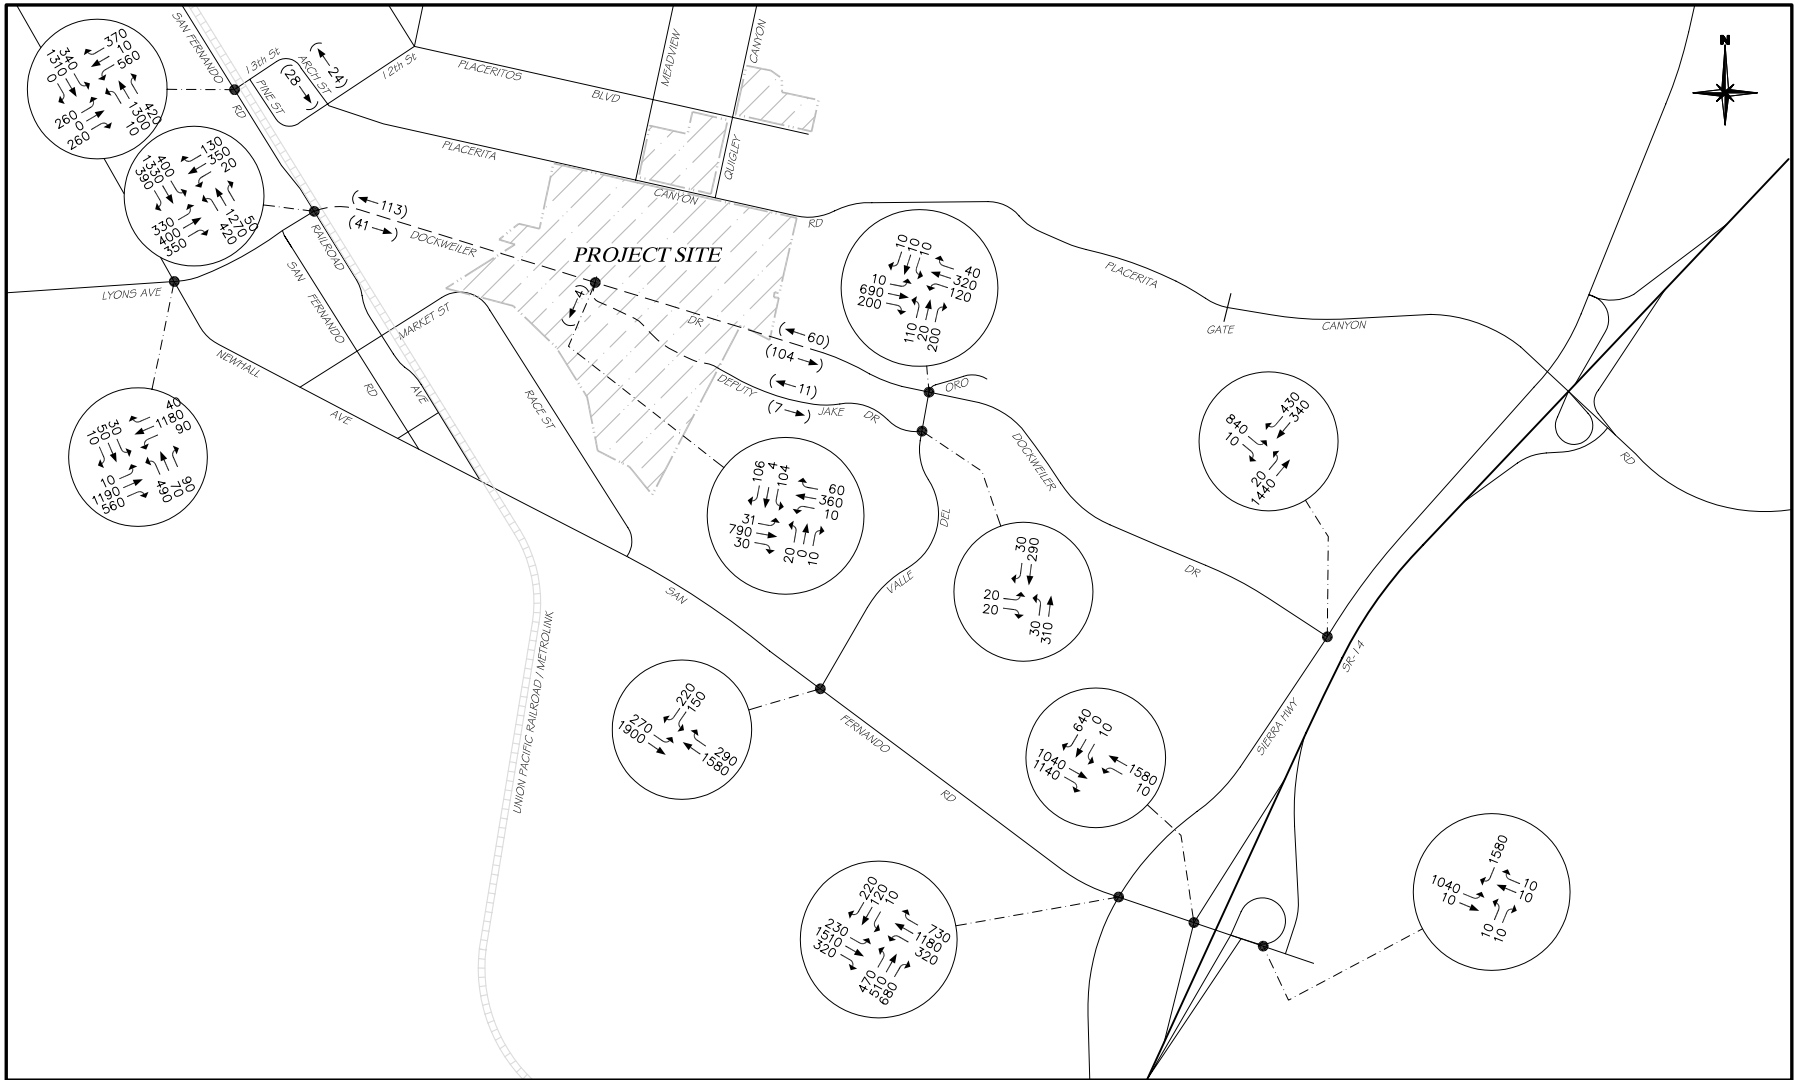 SAN FERNANDO
RD
13th St
ARCH ST
PINE ST
12th St
(28
24)
PLACERITOS
BLVD
MEADVIEW
CANYON
QUIGLEY
PLACERITA
CANYON
RD
N
370
10
560
340
1310
0
260
0
260
420
1300
10
130
350
20
400
1330
390
330
400
350
50
1270
420
(113)
(41)
DOCKWEILER
DR
PROJECT SITE
(4)
(60)
(104)
(11)
(7)
DEPUTY
JAKE
DR
ORO
LYONS AVE
RAILROAD
AVE
SAN
FERNANDO
RD
MARKET ST
RACE ST
NEWHALL
AVE
10
10
10
40
320
120
10
690
200
110
20
200
PLACERITA
GATE
CANYON
RD
40
1180
90
30
50
10
10
1190
560
90
70
490
106
4
104
60
360
10
31
790
30
20
0
10
30
290
20
20
30
310
DOCKWEILER
DR
840
10
430
340
20
1440
DEL
VALLE
SAN
FERNANDO
RD
UNION PACIFIC RAILROAD / METROLINK
220
150
270
1900
290
1580
640
0
10
1040
1140
1580
10
SIERRA HWY
SR-14
220
120
10
230
1510
320
730
1180
320
470
510
680
1580
1040
10
10
10
10
10